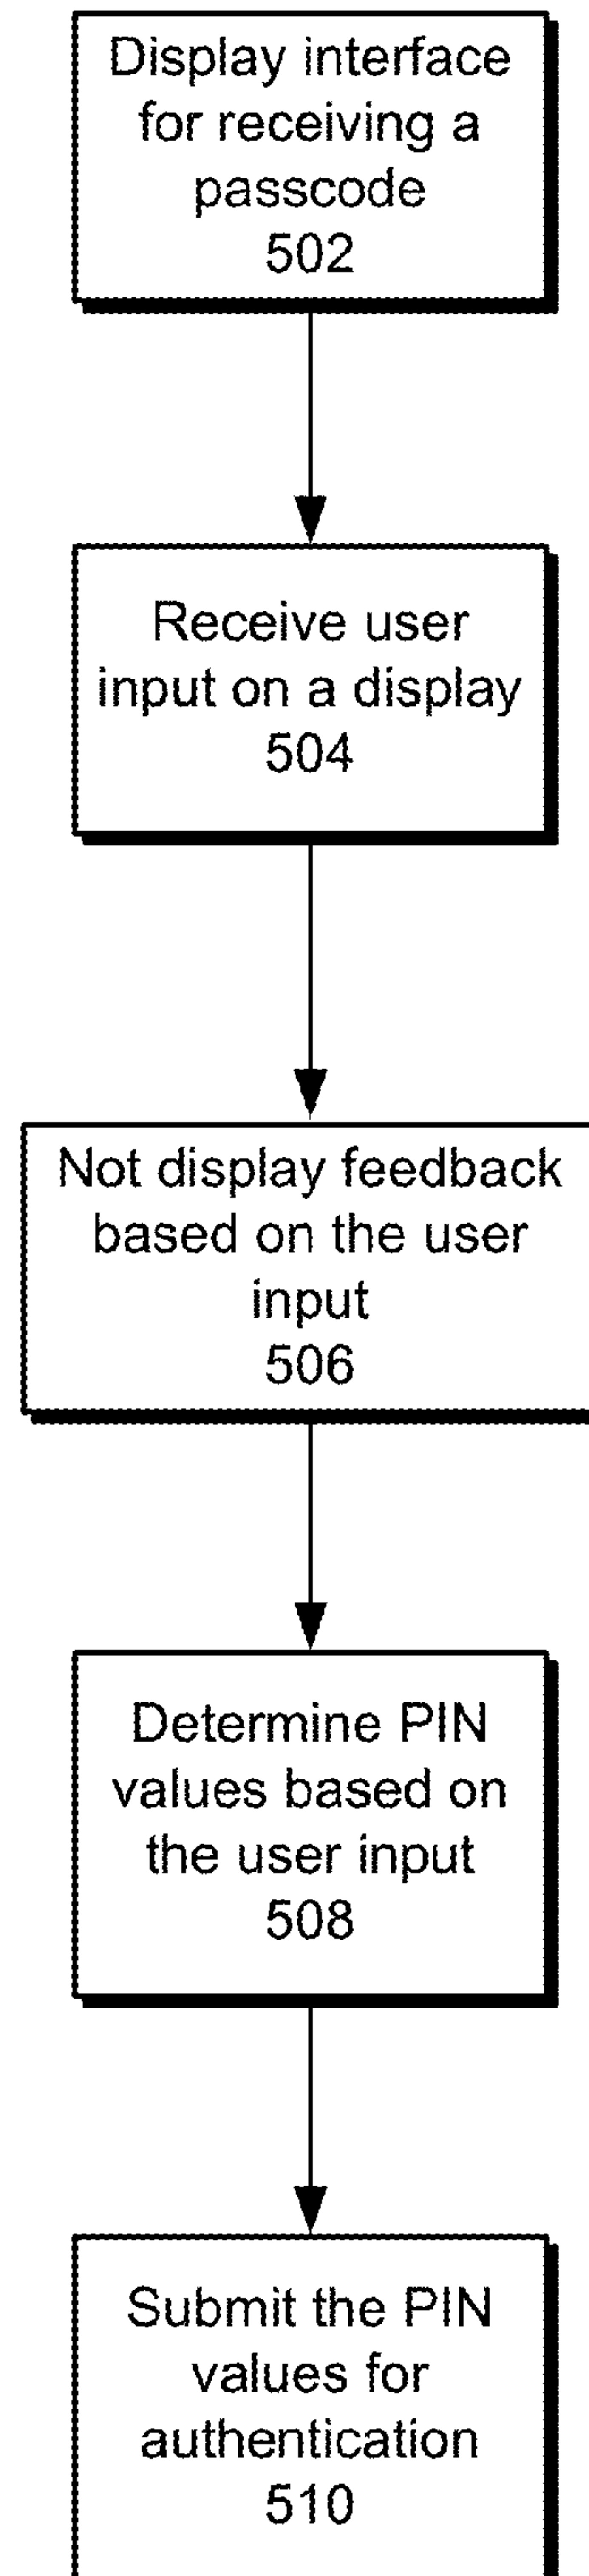 Display interface
for receiving a
passcode
502
Receive user
input on a display
504
Not display feedback
based on the user
input
506
Determine PIN
values based on
the user input
508
Submit the PIN
values for
authentication
510